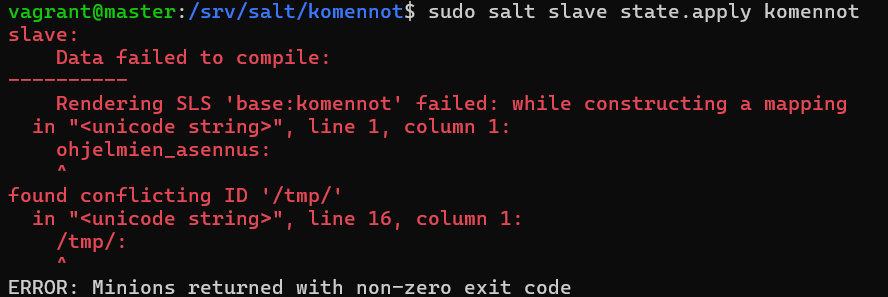 vagrant@master:/srv/salt/komennot$ sudo salt slave state.apply komennot
slave:
    Data failed to compile:
----------
    Rendering SLS 'base:komennot' failed: while constructing a mapping
  in "<unicode string>", line 1, column 1:
    ohjelmien_asennus:
    ^
found conflicting ID '/tmp/'
  in "<unicode string>", line 16, column 1:
    /tmp/:
    ^
ERROR: Minions returned with non-zero exit code